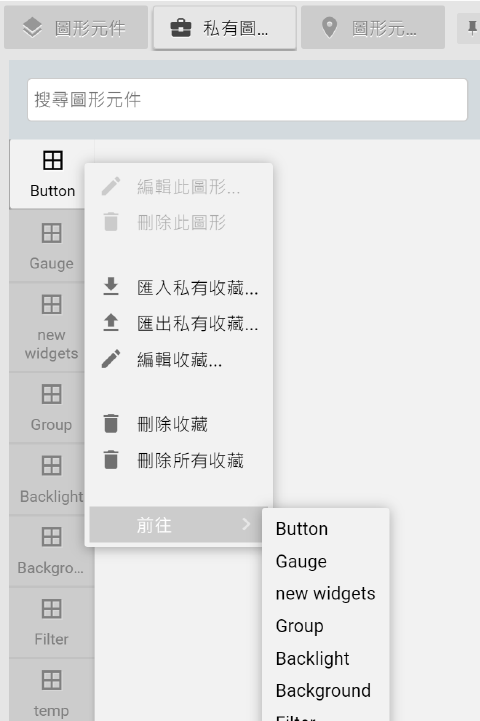 圖形元件
私有圖...
圖形元...
搜尋圖形元件
Button
Gauge
new
widgets
Group
Backlight
Backgro...
Filter
temp
編輯此圖形...
刪除此圖形
匯入私有收藏...
匯出私有收藏...
編輯收藏...
刪除收藏
刪除所有收藏
前往
Button
Gauge
new widgets
Group
Backlight
Background
Filter